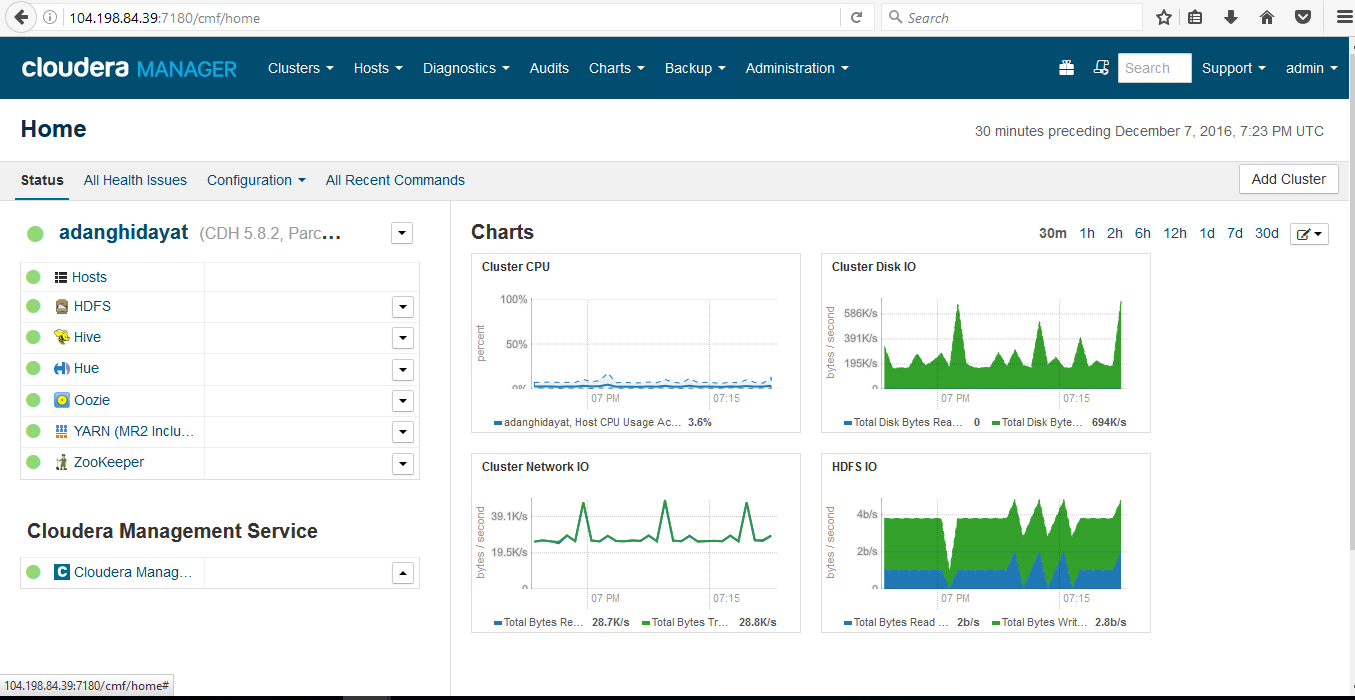 104.198.84.39:7180/cmf/home
Search
cloudera MANAGER Clusters Hosts Diagnostics Audits Charts Backup Administration Search Support admin
Home
30 minutes preceding December 7, 2016, 7:23 PM UTC
Status All Health Issues Configuration All Recent Commands Add Cluster
adanghidayat (CDH 5.8.2, Parc...
Hosts
HDFS
Hive
Hue
Oozie
YARN (MR2 Inclu...
ZooKeeper
Cloudera Management Service
C Cloudera Manag...
Charts
30m 1h 2h 6h 12h 1d 7d 30d
Cluster CPU
percent
100%
50%
0%
07 PM 07:15
adanghidayat, Host CPU Usage Ac... 3.6%
Cluster Disk IO
bytes / second
586K/s
391K/s
195K/s
0
07 PM 07:15
Total Disk Bytes Rea... 0 Total Disk Byte... 694K/s
Cluster Network IO
bytes / second
39.1K/s
19.5K/s
0
07 PM 07:15
Total Bytes Re... 28.7K/s Total Bytes Tr... 28.8K/s
HDFS IO
bytes / second
4b/s
2b/s
0
07 PM 07:15
Total Bytes Read ... 2b/s Total Bytes Writ... 2.8b/s
104.198.84.39:7180/cmf/home#